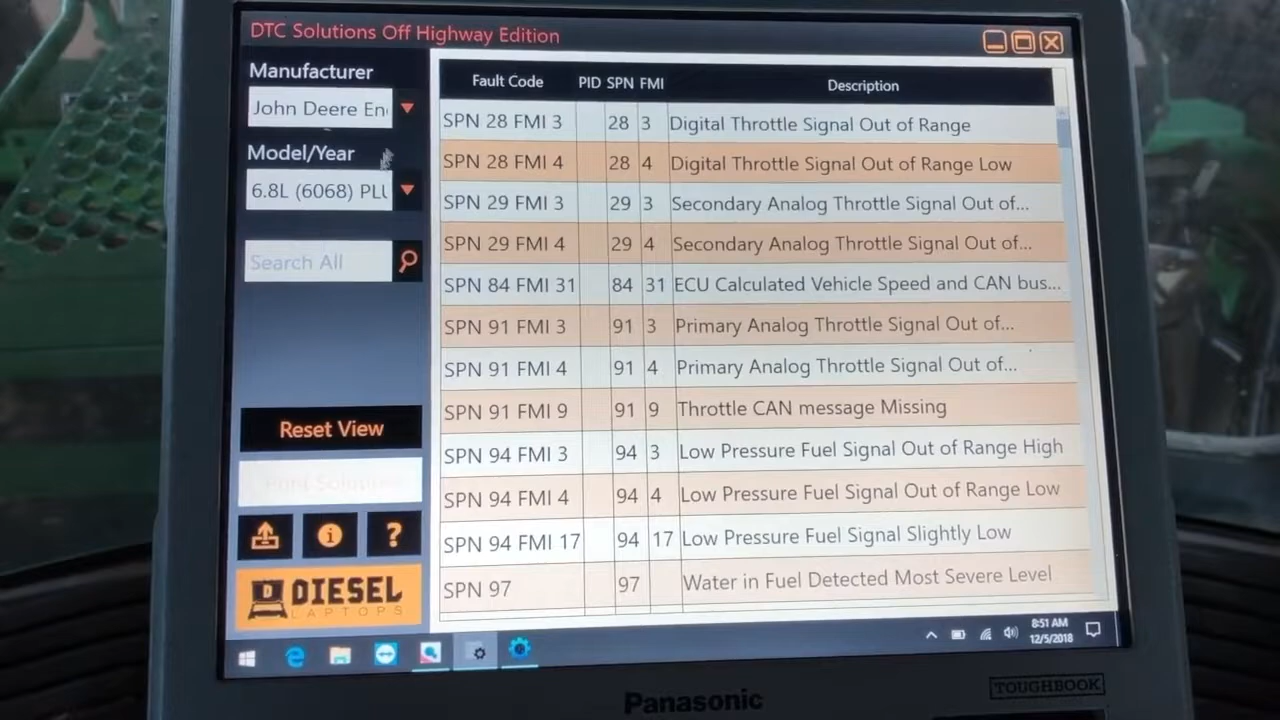 DTC Solutions Off Highway Edition
Manufacturer
John Deere En
Model/Year
6.8L (6068) PLU
Search All
Reset View
Print Solution
DIESEL
LAPTOPS
Fault Code PID SPN FMI Description
SPN 28 FMI 3 28 3 Digital Throttle Signal Out of Range
SPN 28 FMI 4 28 4 Digital Throttle Signal Out of Range Low
SPN 29 FMI 3 29 3 Secondary Analog Throttle Signal Out of...
SPN 29 FMI 4 29 4 Secondary Analog Throttle Signal Out of...
SPN 84 FMI 31 84 31 ECU Calculated Vehicle Speed and CAN bus...
SPN 91 FMI 3 91 3 Primary Analog Throttle Signal Out of...
SPN 91 FMI 4 91 4 Primary Analog Throttle Signal Out of...
SPN 91 FMI 9 91 9 Throttle CAN message Missing
SPN 94 FMI 3 94 3 Low Pressure Fuel Signal Out of Range High
SPN 94 FMI 4 94 4 Low Pressure Fuel Signal Out of Range Low
SPN 94 FMI 17 94 17 Low Pressure Fuel Signal Slightly Low
SPN 97 97 Water in Fuel Detected Most Severe Level
8:51 AM
12/5/2018
Panasonic
TOUGHBOOK